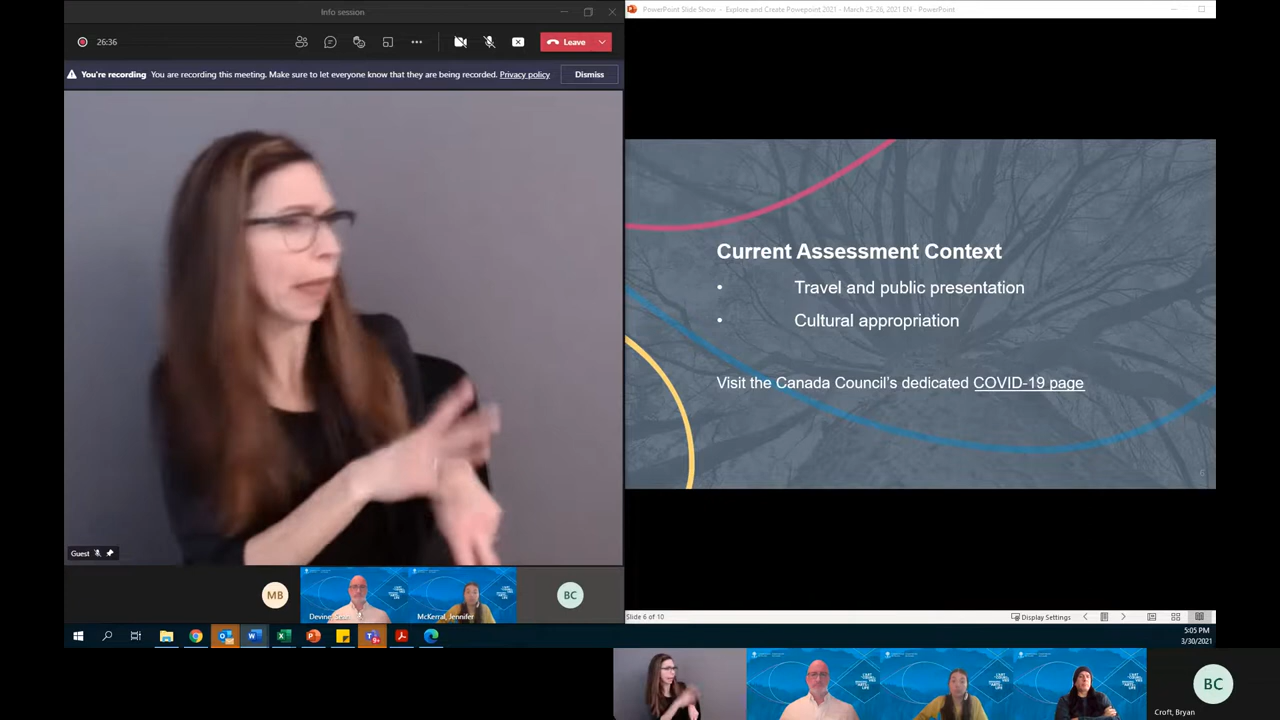 Info session
PowerPoint Slide Show - Explore and Create Powepoint 2021 - March 25-26, 2021 EN - PowerPoint
26:36
Leave
You're recording You are recording this meeting. Make sure to let everyone know that they are being recorded. Privacy policy
Dismiss
Current Assessment Context
• Travel and public presentation
• Cultural appropriation
Visit the Canada Council's dedicated COVID-19 page
6
Guest
MB
McKerral, Jennifer
BC
Slide 6 of 10
Display Settings
5:05 PM
3/30/2021
BC
Croft, Bryan